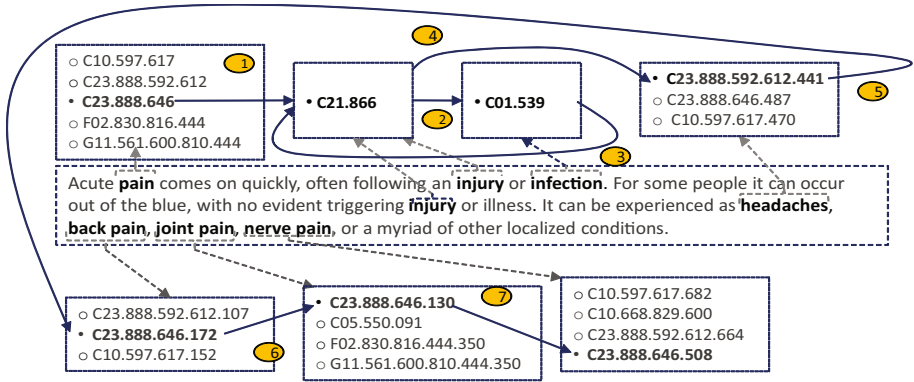 4
1
○ C10.597.617
○ C23.888.592.612
• C23.888.646
○ F02.830.816.444
○ G11.561.600.810.444
• C21.866
2
• C01.539
3
• C23.888.592.612.441
○ C23.888.646.487
○ C10.597.617.470
5
Acute pain comes on quickly, often following an injury or infection. For some people it can occur
out of the blue, with no evident triggering injury or illness. It can be experienced as headaches,
back pain, joint pain, nerve pain, or a myriad of other localized conditions.
○ C23.888.592.612.107
• C23.888.646.172
○ C10.597.617.152
6
• C23.888.646.130
○ C05.550.091
○ F02.830.816.444.350
○ G11.561.600.810.444.350
7
○ C10.597.617.682
○ C10.668.829.600
○ C23.888.592.612.664
• C23.888.646.508